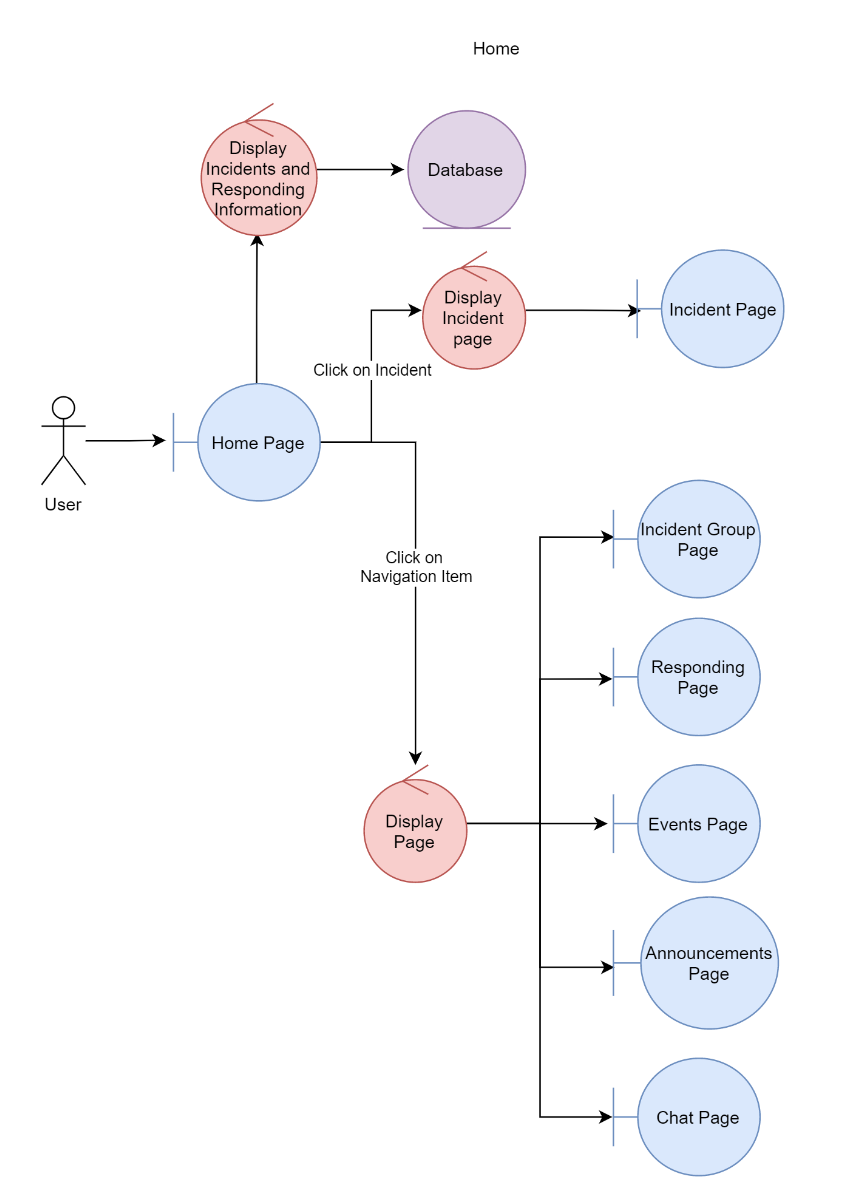 Home
Display
Incidents and
Responding
Information
Database
Display
Incident
page
Incident Page
Click on Incident
Home Page
User
Click on
Navigation Item
Incident Group
Page
Responding
Page
Display
Page
Events Page
Announcements
Page
Chat Page